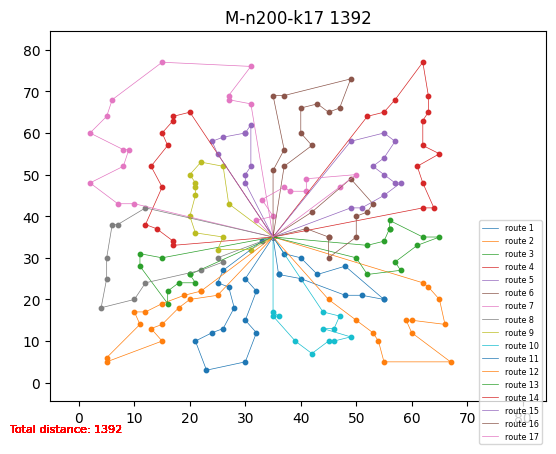 M-n200-k17 1392
80
70
60
50
40
30
20
10
0
0 10 20 30 40 50 60 70 80
route 1
route 2
route 3
route 4
route 5
route 6
route 7
route 8
route 9
route 10
route 11
route 12
route 13
route 14
route 15
route 16
route 17
Total distance: 1392